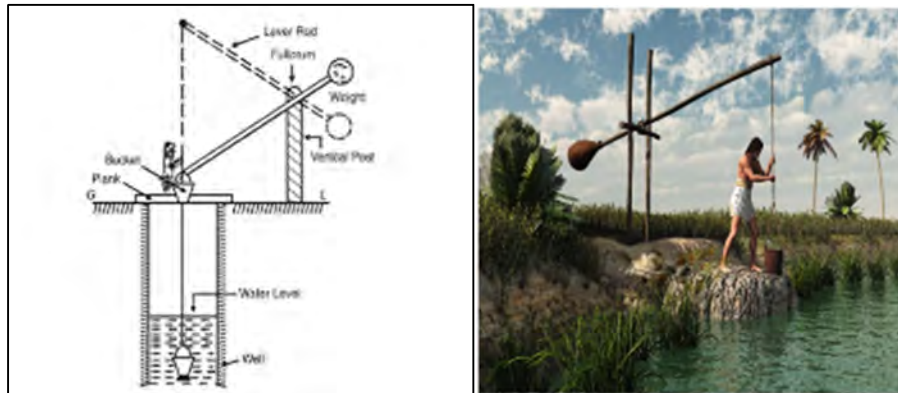 Lever Rod
Fulcrum
Weight
Vertical Post
Bucket
Plank
G
L
Water Level
Well